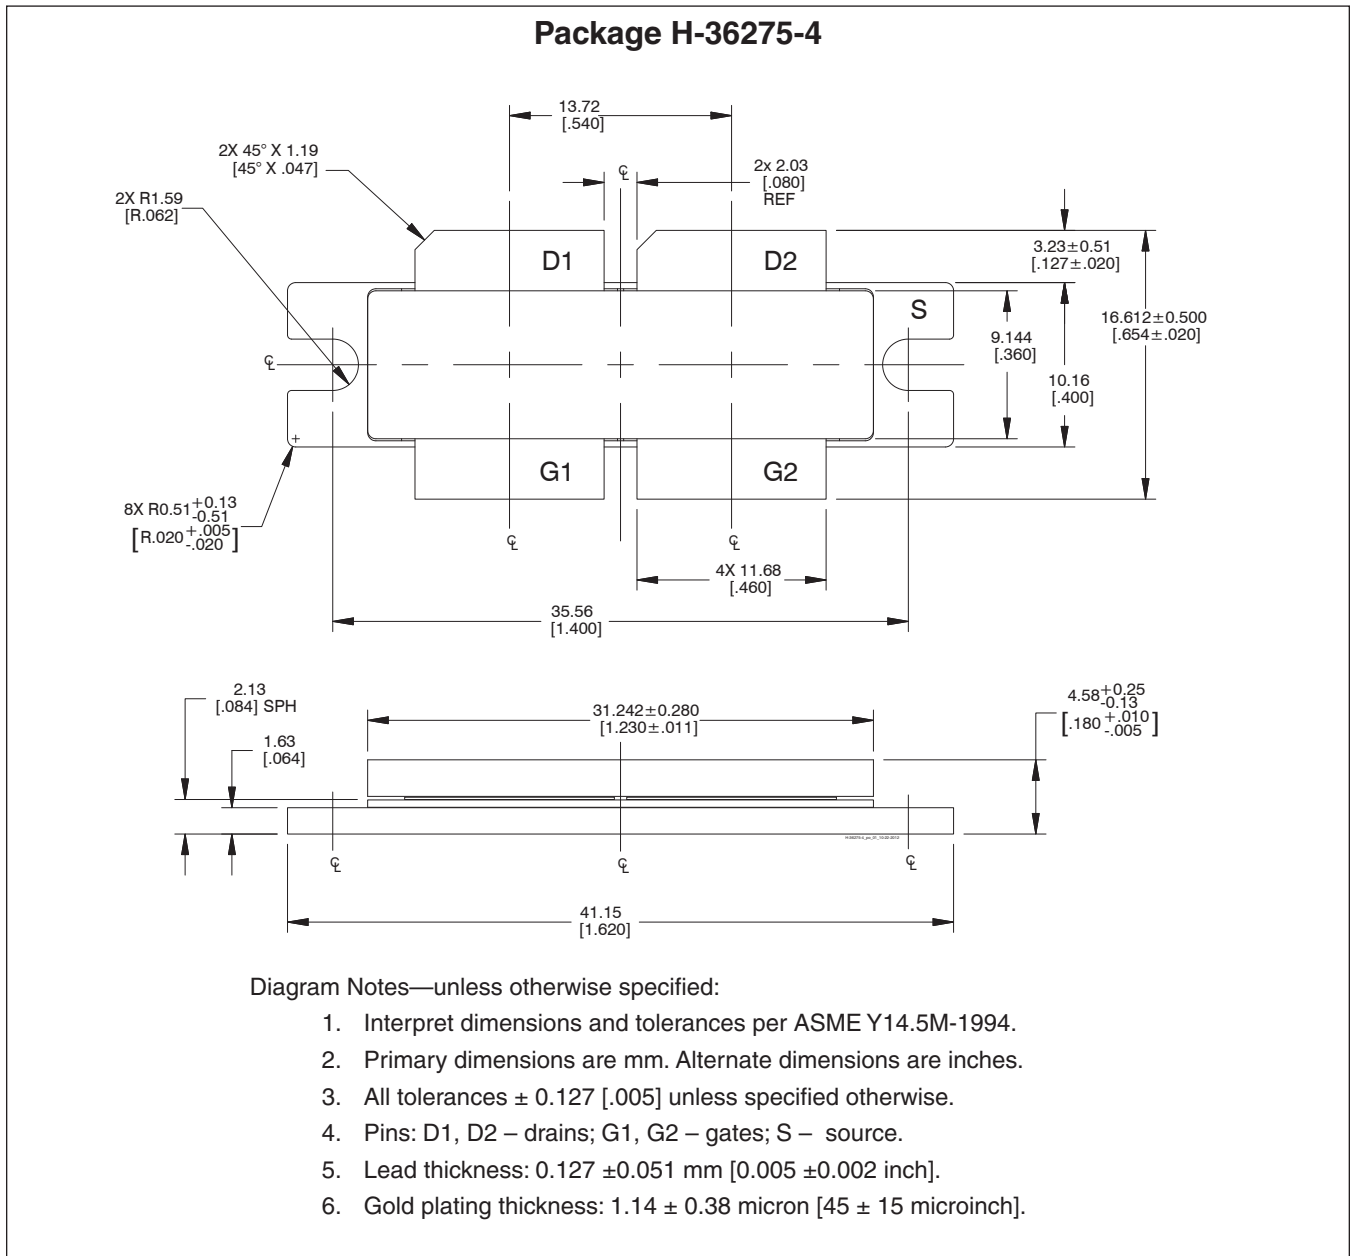 Package H-36275-4
13.72
[.540]
2X 45° X 1.19
[45° X .047]
℄
2x 2.03
[.080]
REF
2X R1.59
[R.062]
D1
D2
3.23±0.51
[.127±.020]
S
16.612±0.500
[.654±.020]
9.144
[.360]
℄
10.16
[.400]
G1
G2
8X R0.51+0.13
-0.51
[R.020+.005
-.020]
℄
℄
4X 11.68
[.460]
35.56
[1.400]
2.13
[.084] SPH
31.242±0.280
[1.230±.011]
4.58+0.25
-0.13
[.180+.010
-.005]
1.63
[.064]
℄
℄
℄
41.15
[1.620]
Diagram Notes—unless otherwise specified:
1. Interpret dimensions and tolerances per ASME Y14.5M-1994.
2. Primary dimensions are mm. Alternate dimensions are inches.
3. All tolerances ± 0.127 [.005] unless specified otherwise.
4. Pins: D1, D2 – drains; G1, G2 – gates; S – source.
5. Lead thickness: 0.127 ±0.051 mm [0.005 ±0.002 inch].
6. Gold plating thickness: 1.14 ± 0.38 micron [45 ± 15 microinch].